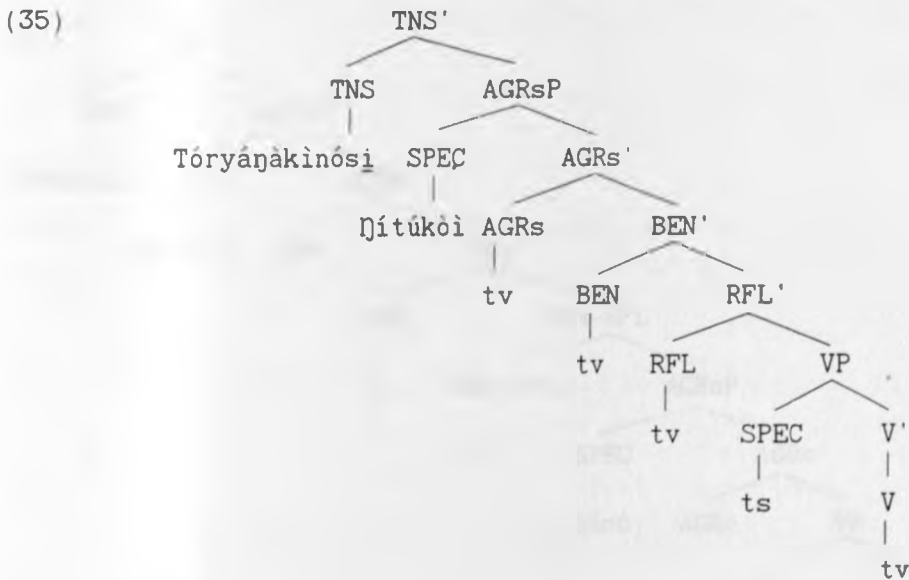 (35)
TNS'
TNS AGRsP
Tóryáŋàkìnósi̱ SPEC AGRs'
Ŋítúkòì AGRs BEN'
tv BEN RFL'
tv RFL VP
tv SPEC V'
ts V
tv